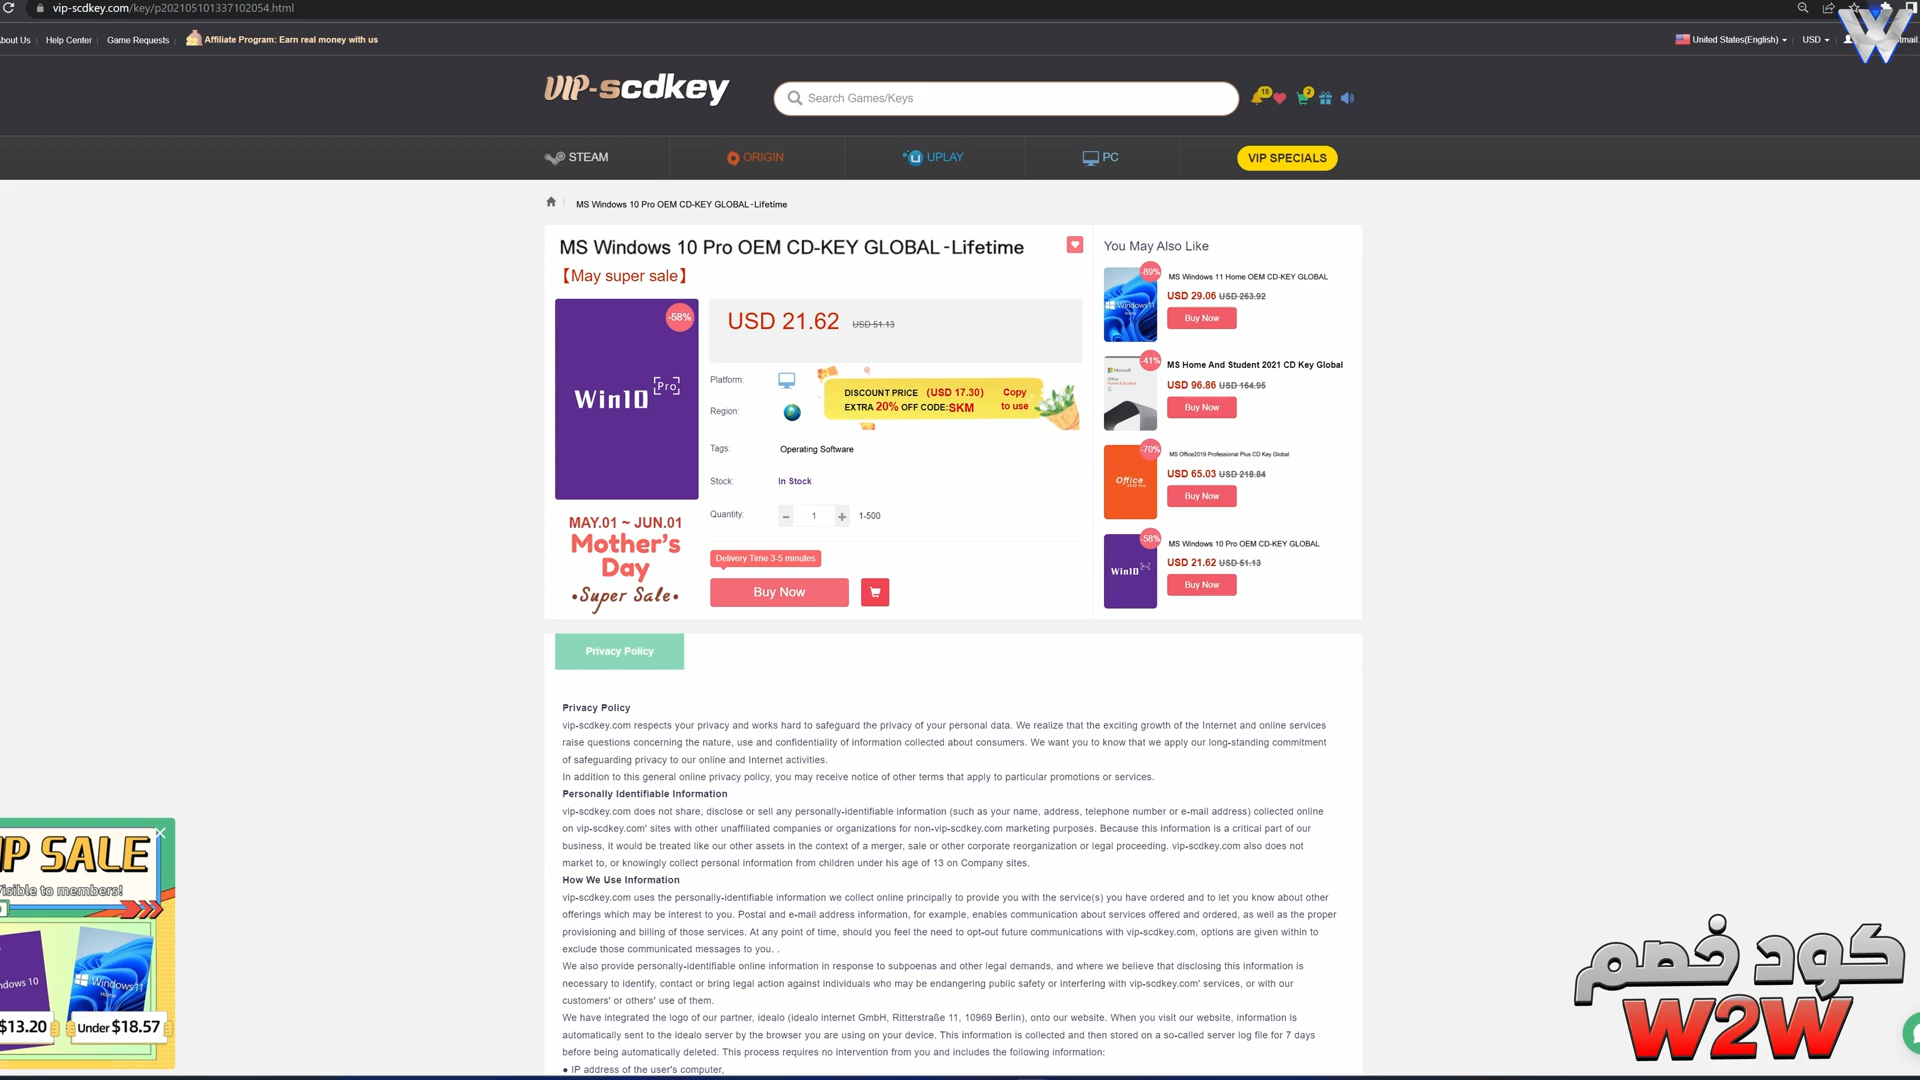 vip-scdkey.com/key/p202105101337102054.html
bout Us
Help Center
Game Requests
Affiliate Program: Earn real money with us
United States(English)
USD
VIP-scdkey
Search Games/Keys
18
2
STEAM
ORIGIN
UPLAY
PC
VIP SPECIALS
MS Windows 10 Pro OEM CD-KEY GLOBAL-Lifetime
MS Windows 10 Pro OEM CD-KEY GLOBAL-Lifetime
【May super sale】
-58%
Win10 Pro
USD 21.62 USD 51.13
Platform:
DISCOUNT PRICE (USD 17.30)
EXTRA 20% OFF CODE:SKM
Copy
to use
Region:
Tags:
Operating Software
Stock:
In Stock
Quantity:
1
1-500
Delivery Time 3-5 minutes
Buy Now
MAY.01 ~ JUN.01
Mother's
Day
•Super Sale•
You May Also Like
-89%
MS Windows 11 Home OEM CD-KEY GLOBAL
USD 29.06 USD 263.92
Buy Now
-41%
MS Home And Student 2021 CD Key Global
USD 96.86 USD 164.95
Buy Now
-70%
Office
MS Office2019 Professional Plus CD Key Global
USD 65.03 USD 218.84
Buy Now
-58%
Win10
MS Windows 10 Pro OEM CD-KEY GLOBAL
USD 21.62 USD 51.13
Buy Now
Privacy Policy
Privacy Policy
vip-scdkey.com respects your privacy and works hard to safeguard the privacy of your personal data. We realize that the exciting growth of the Internet and online services
raise questions concerning the nature, use and confidentiality of information collected about consumers. We want you to know that we apply our long-standing commitment
of safeguarding privacy to our online and Internet activities.
In addition to this general online privacy policy, you may receive notice of other terms that apply to particular promotions or services.
Personally Identifiable Information
vip-scdkey.com does not share, disclose or sell any personally-identifiable information (such as your name, address, telephone number or e-mail address) collected online
on vip-scdkey.com' sites with other unaffiliated companies or organizations for non-vip-scdkey.com marketing purposes. Because this information is a critical part of our
business, it would be treated like our other assets in the context of a merger, sale or other corporate reorganization or legal proceeding. vip-scdkey.com also does not
market to, or knowingly collect personal information from children under his age of 13 on Company sites.
How We Use Information
vip-scdkey.com uses the personally-identifiable information we collect online principally to provide you with the service(s) you have ordered and to let you know about other
offerings which may be interest to you. Postal and e-mail address information, for example, enables communication about services offered and ordered, as well as the proper
provisioning and billing of those services. At any point of time, should you feel the need to opt-out future communications with vip-scdkey.com, options are given within to
exclude those communicated messages to you. .
We also provide personally-identifiable online information in response to subpoenas and other legal demands, and where we believe that disclosing this information is
necessary to identify, contact or bring legal action against individuals who may be endangering public safety or interfering with vip-scdkey.com' services, or with our
customers' or others' use of them.
We have integrated the logo of our partner, idealo (idealo internet GmbH, Ritterstraße 11, 10969 Berlin), onto our website. When you visit our website, information is
automatically sent to the idealo server by the browser you are using on your device. This information is collected and then stored on a so-called server log file for 7 days
before being automatically deleted. This process requires no intervention from you and includes the following information:
● IP address of the user's computer,
IP SALE
isible to members!
ndows 10
Windows 11
$13.20
Under $18.57
كود خصم
W2W